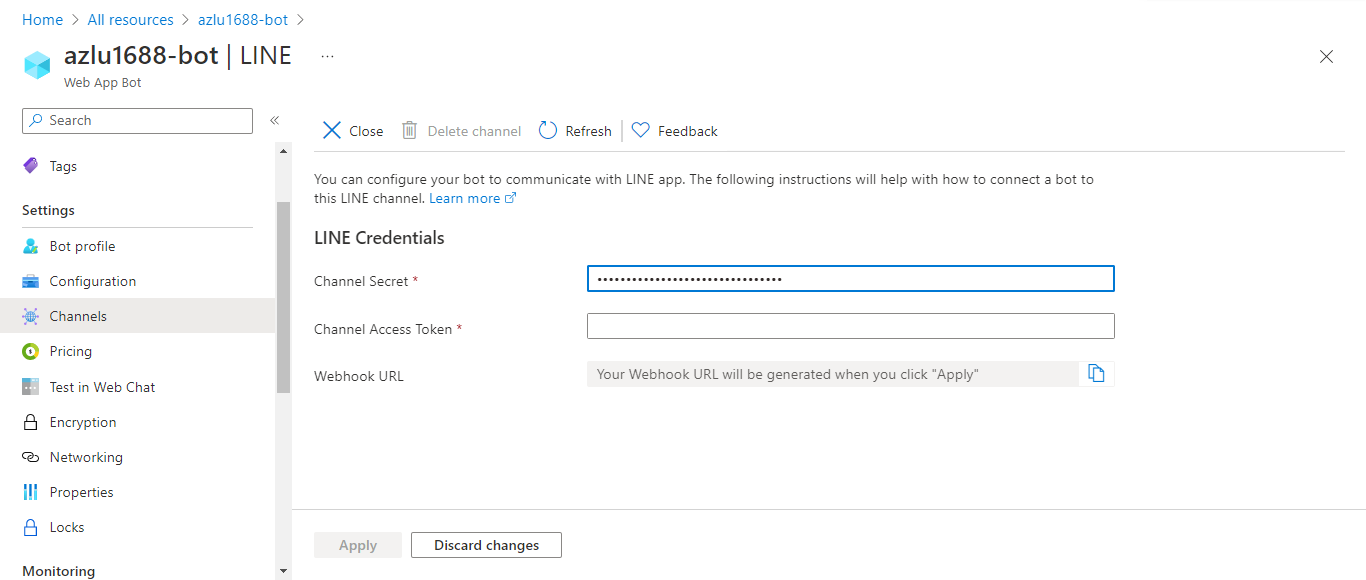 Home > All resources > azlu1688-bot >
azlu1688-bot | LINE ...
Web App Bot
Search
«
Tags
Settings
Bot profile
Configuration
Channels
Pricing
Test in Web Chat
Encryption
Networking
Properties
Locks
Monitoring
Close Delete channel Refresh Feedback
You can configure your bot to communicate with LINE app. The following instructions will help with how to connect a bot to
this LINE channel. Learn more
LINE Credentials
Channel Secret * ••••••••••••••••••••••••••••••••
Channel Access Token *
Webhook URL Your Webhook URL will be generated when you click "Apply"
Apply Discard changes